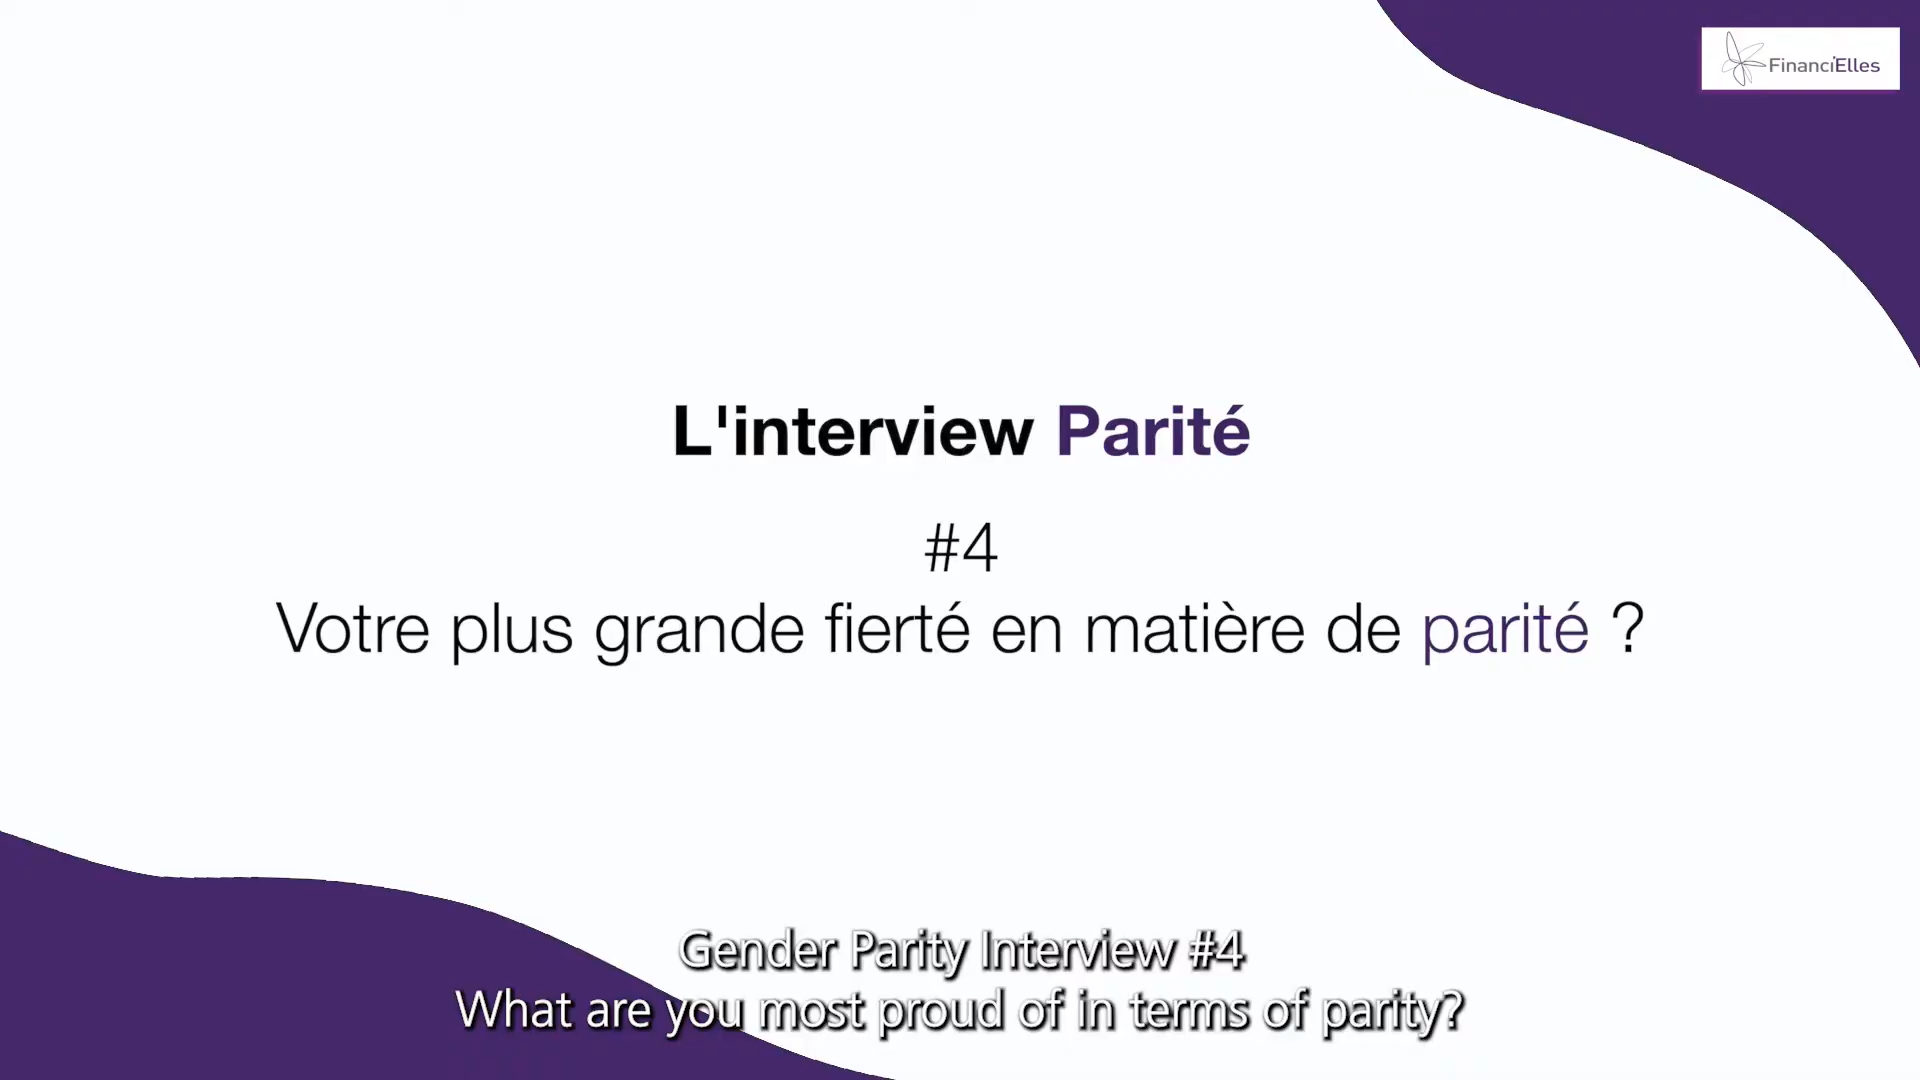 FinanciElles
L'interview Parité
#4
Votre plus grande fierté en matière de parité ?
Gender Parity Interview #4
What are you most proud of in terms of parity?